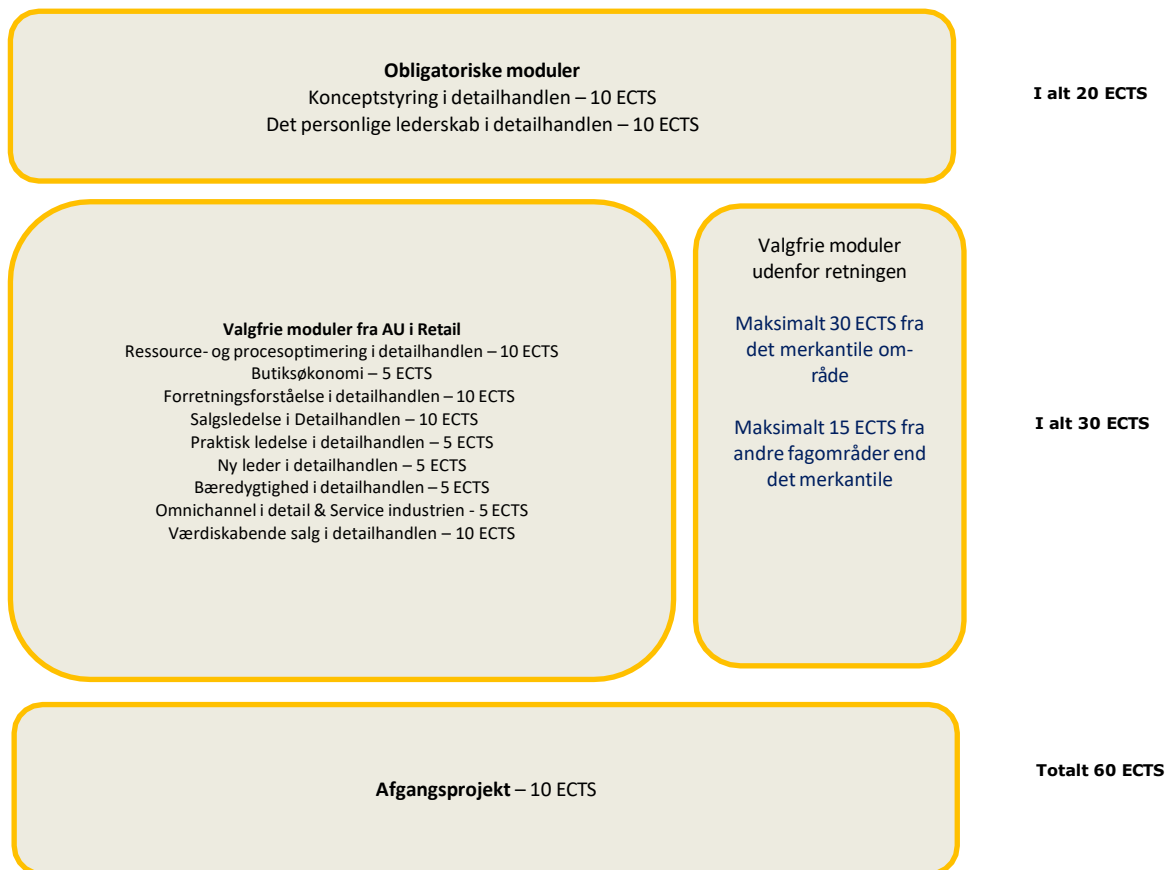 Obligatoriske moduler
Konceptstyring i detailhandlen – 10 ECTS
Det personlige lederskab i detailhandlen – 10 ECTS
I alt 20 ECTS
Valgfrie moduler fra AU i Retail
Ressource- og procesoptimering i detailhandlen – 10 ECTS
Butiksøkonomi – 5 ECTS
Forretningsforståelse i detailhandlen – 10 ECTS
Salgsledelse i Detailhandlen – 10 ECTS
Praktisk ledelse i detailhandlen – 5 ECTS
Ny leder i detailhandlen – 5 ECTS
Bæredygtighed i detailhandlen – 5 ECTS
Omnichannel i detail & Service industrien - 5 ECTS
Værdiskabende salg i detailhandlen – 10 ECTS
Valgfrie moduler
udenfor retningen
Maksimalt 30 ECTS fra
det merkantile om-
råde
Maksimalt 15 ECTS fra
andre fagområder end
det merkantile
I alt 30 ECTS
Afgangsprojekt – 10 ECTS
Totalt 60 ECTS